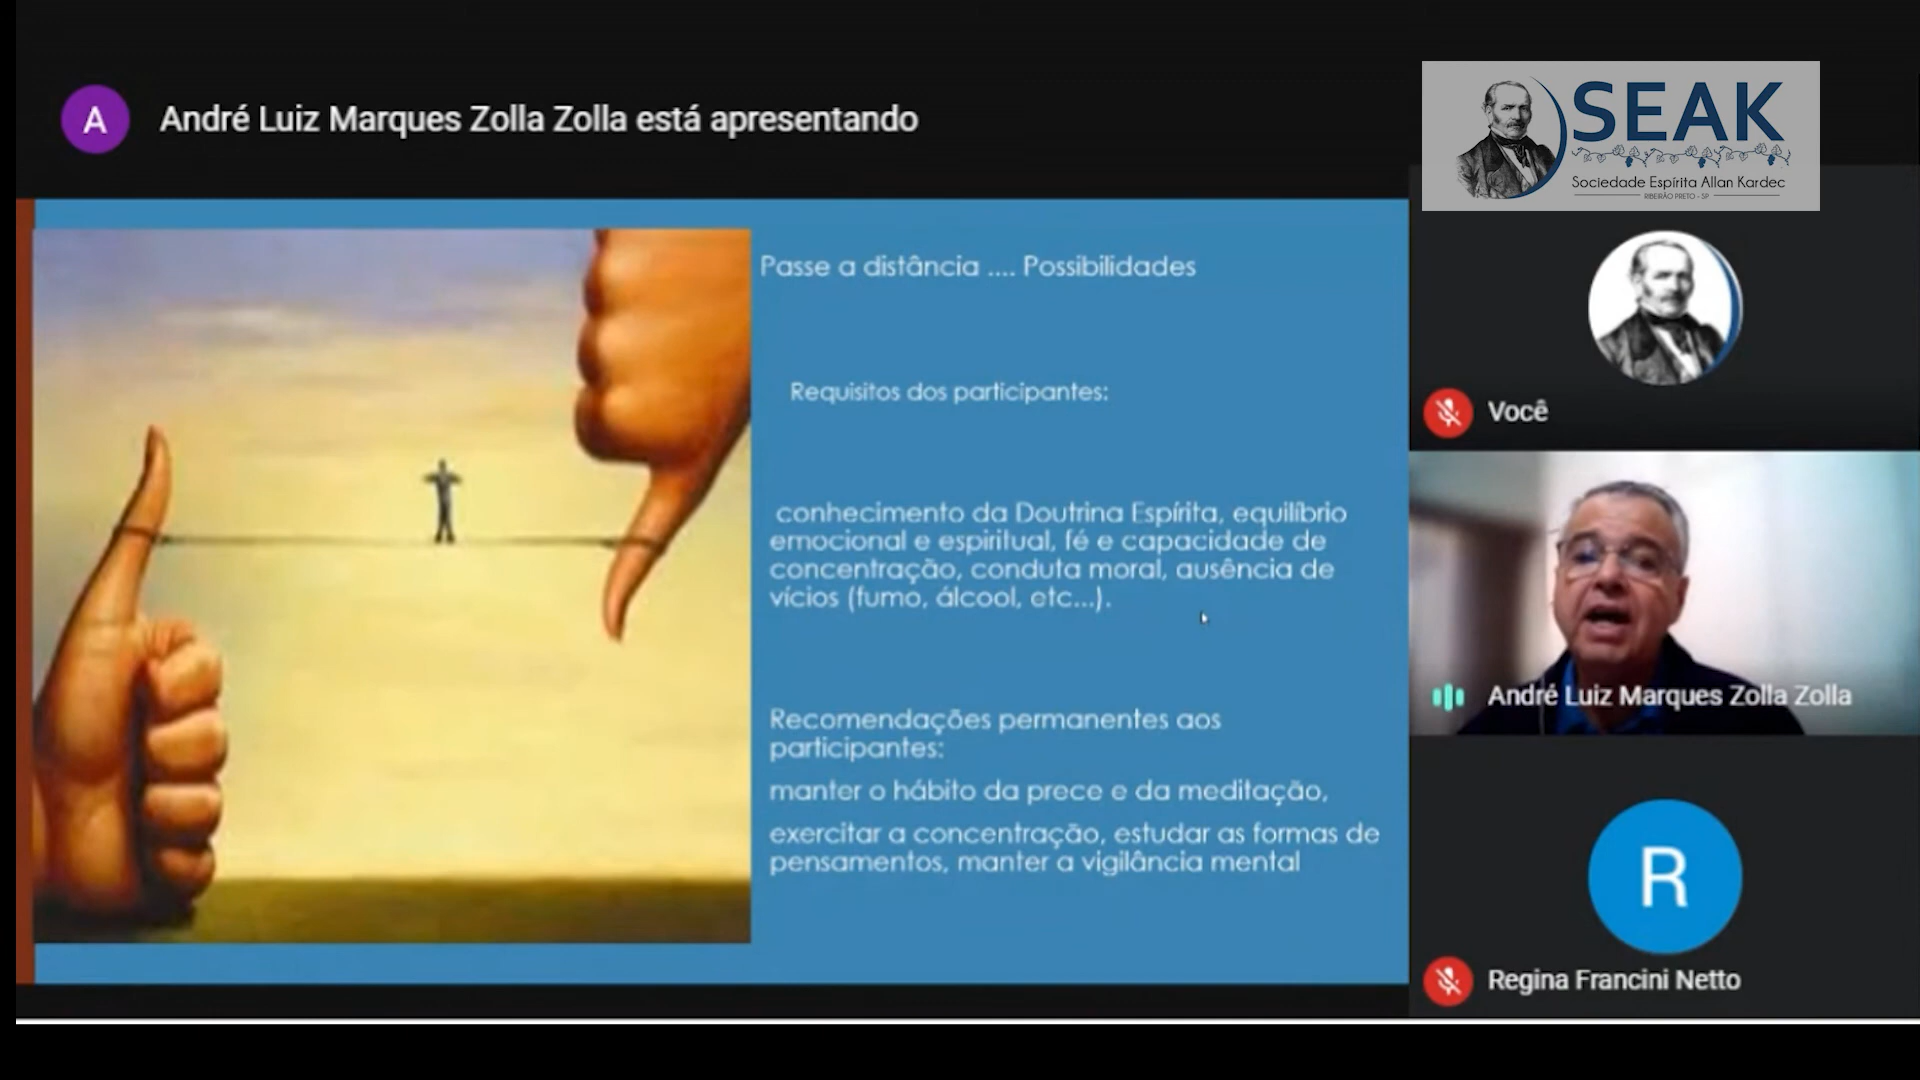 A
André Luiz Marques Zolla Zolla está apresentando
SEAK
Sociedade Espírita Allan Kardec
RIBEIRÃO PRETO - SP
Passe a distância .... Possibilidades
Requisitos dos participantes:
conhecimento da Doutrina Espírita, equilíbrio
emocional e espiritual, fé e capacidade de
concentração, conduta moral, ausência de
vícios (fumo, álcool, etc...).
Recomendações permanentes aos
participantes:
manter o hábito da prece e da meditação,
exercitar a concentração, estudar as formas de
pensamentos, manter a vigilância mental
Você
André Luiz Marques Zolla Zolla
R
Regina Francini Netto